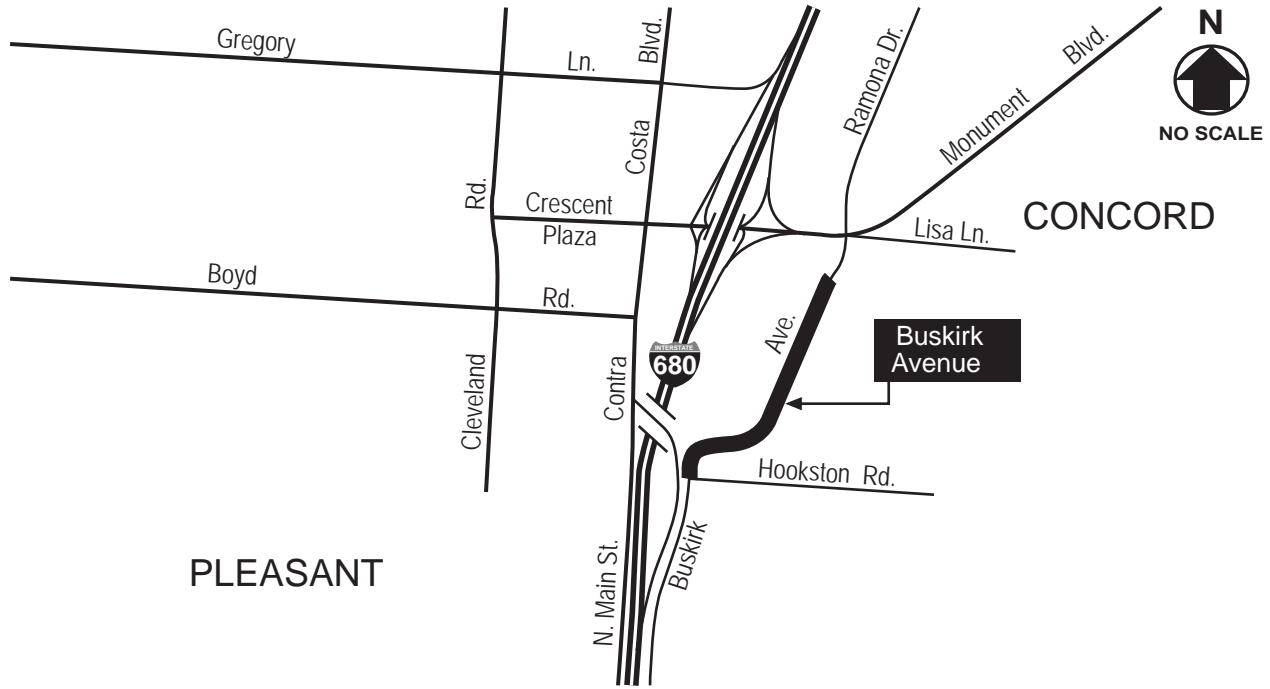 Gregory
Ln.
Blvd.
Costa
Ramona Dr.
Monument
Blvd.
N
NO SCALE
Rd.
Crescent
Plaza
Lisa Ln.
CONCORD
Boyd
Rd.
INTERSTATE
680
Ave.
Buskirk
Avenue
Cleveland
Contra
Hookston Rd.
PLEASANT
N. Main St.
Buskirk